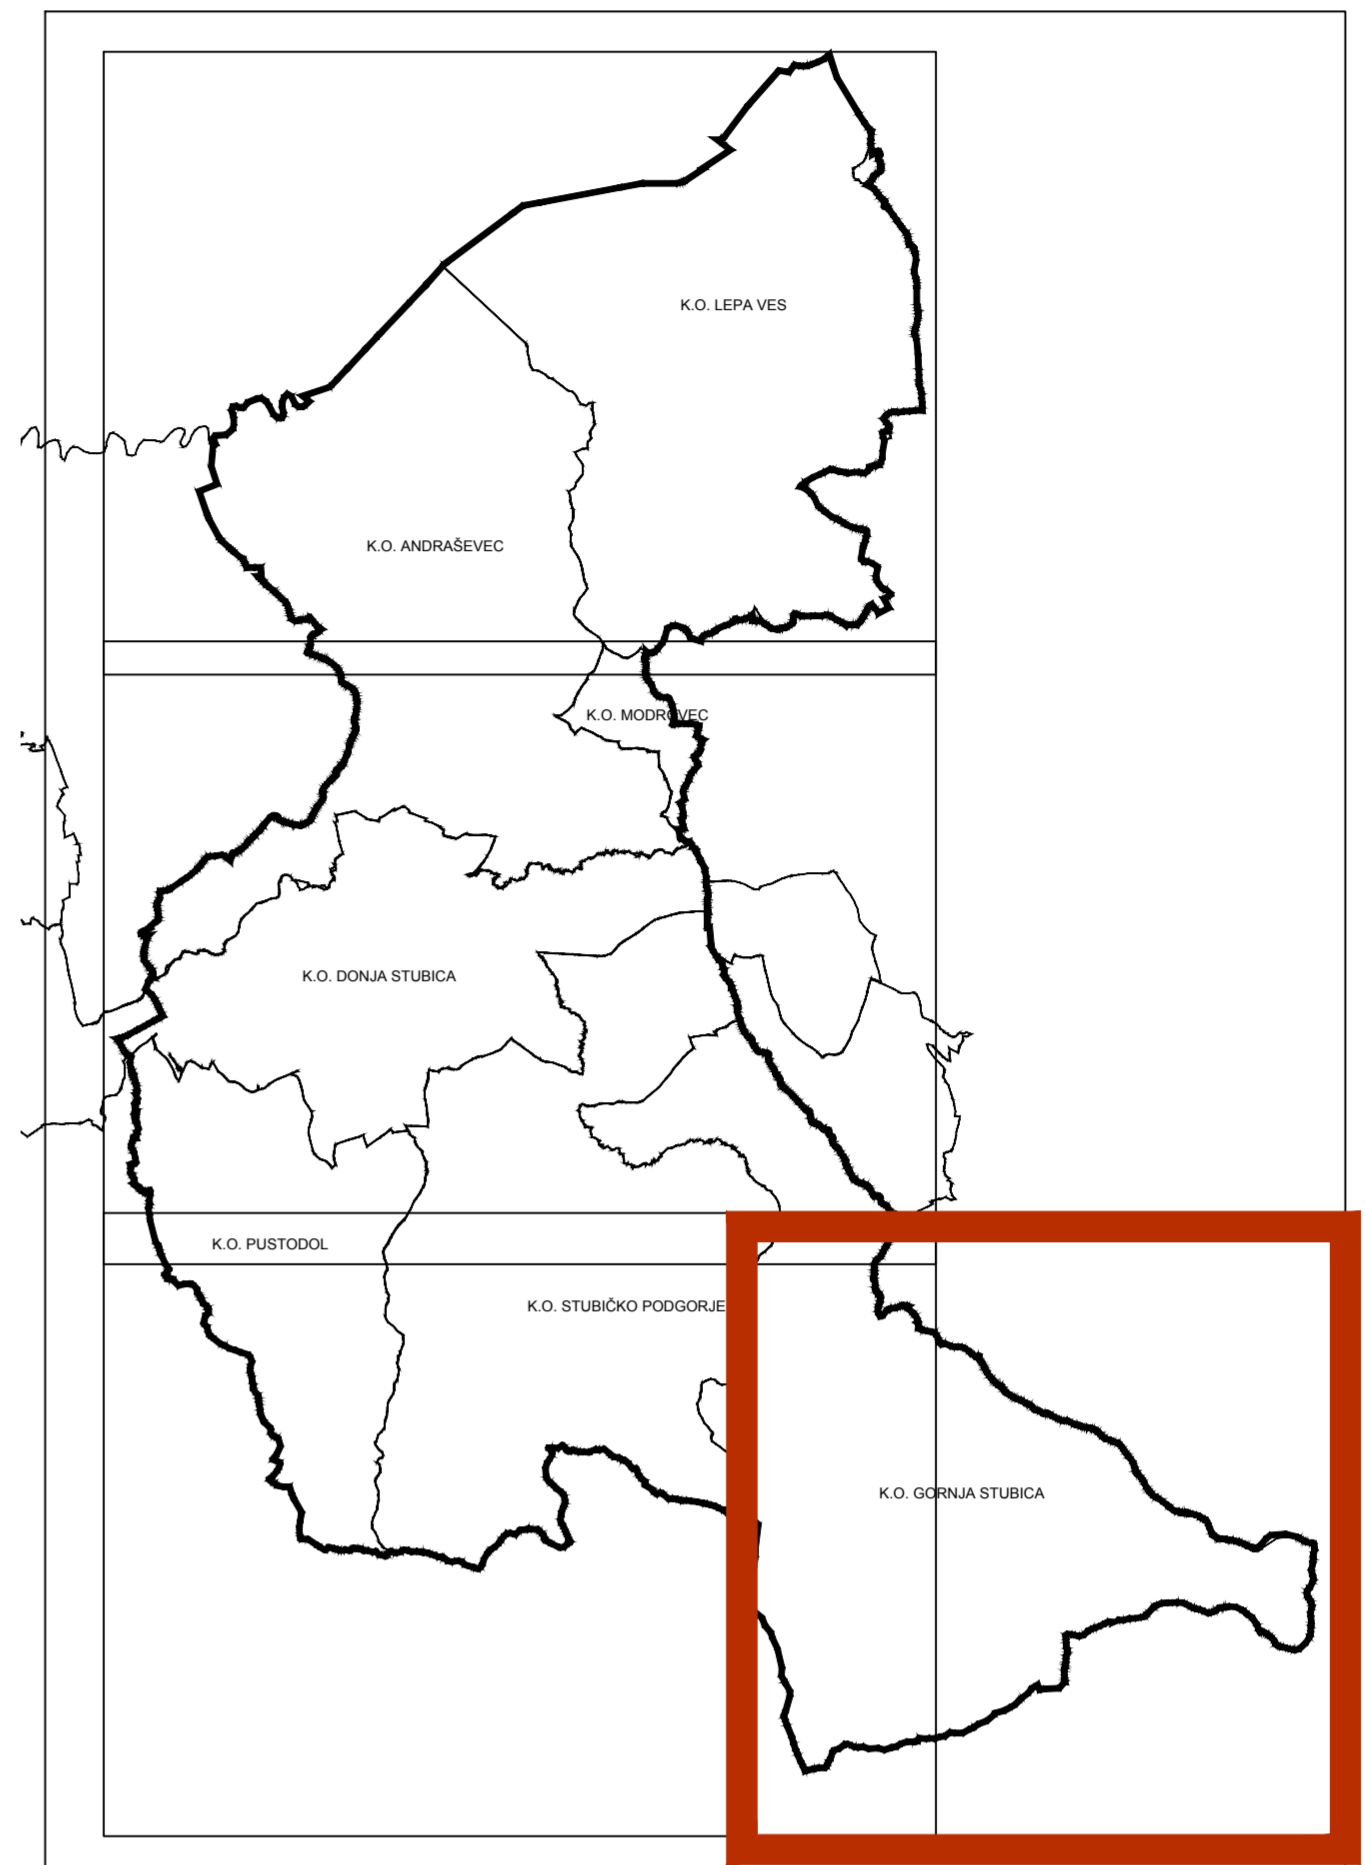 K.O. LEPA VES
K.O. ANDRAŠEVEC
K.O. MODROVEC
K.O. DONJA STUBICA
K.O. PUSTODOL
K.O. STUBIČKO PODGORJE
K.O. GORNJA STUBICA